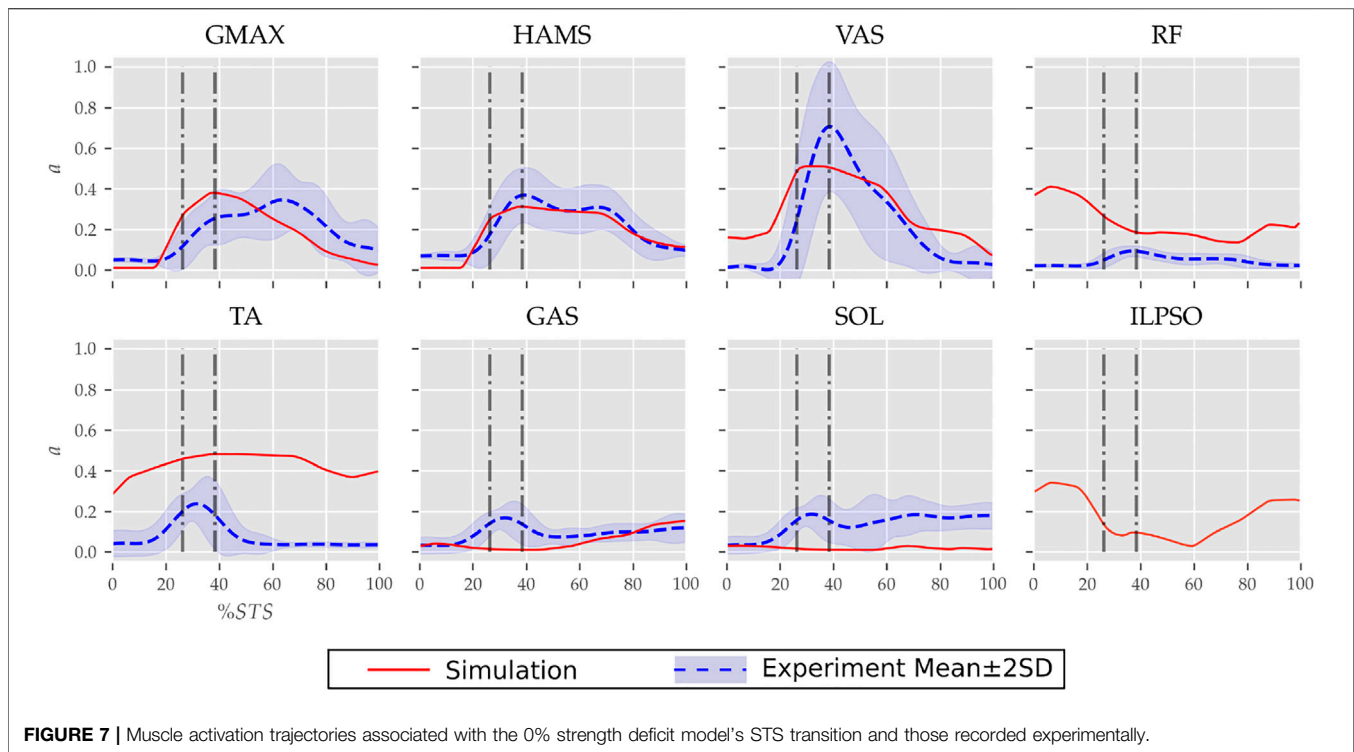 GMAX HAMS VAS RF
1.0
0.8
0.6
0.4
0.2
0.0
a
TA GAS SOL ILPSO
1.0
0.8
0.6
0.4
0.2
0.0
a
0 20 40 60 80 100 0 20 40 60 80 100 0 20 40 60 80 100 0 20 40 60 80 100
%STS
Simulation Experiment Mean±2SD
FIGURE 7 | Muscle activation trajectories associated with the 0% strength deficit model's STS transition and those recorded experimentally.